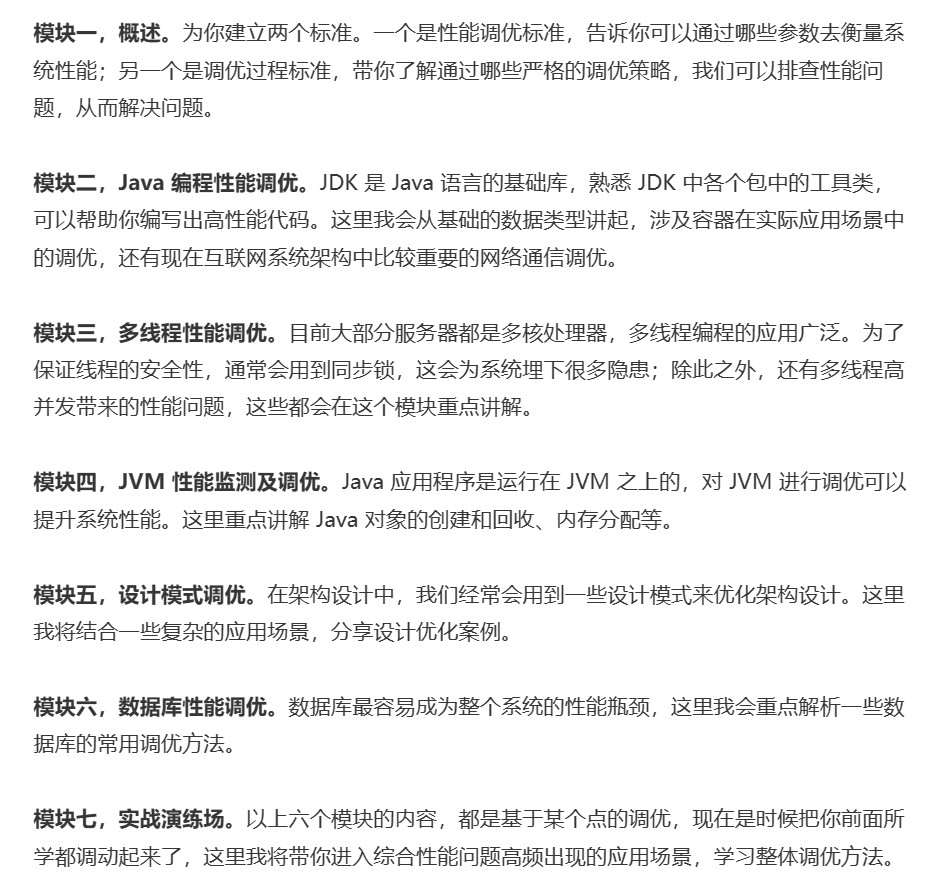 模块一，概述。为你建立两个标准。一个是性能调优标准，告诉你可以通过哪些参数去衡量系
统性能；另一个是调优过程标准，带你了解通过哪些严格的调优策略，我们可以排查性能问
题，从而解决问题。
模块二，Java 编程性能调优。JDK 是 Java 语言的基础库，熟悉 JDK 中各个包中的工具类，
可以帮助你编写出高性能代码。这里我会从基础的数据类型讲起，涉及容器在实际应用场景中
的调优，还有现在互联网系统架构中比较重要的网络通信调优。
模块三，多线程性能调优。目前大部分服务器都是多核处理器，多线程编程的应用广泛。为了
保证线程的安全性，通常会用到同步锁，这会为系统埋下很多隐患；除此之外，还有多线程高
并发带来的性能问题，这些都会在这个模块重点讲解。
模块四，JVM 性能监测及调优。Java 应用程序是运行在 JVM 之上的，对 JVM 进行调优可以
提升系统性能。这里重点讲解 Java 对象的创建和回收、内存分配等。
模块五，设计模式调优。在架构设计中，我们经常会用到一些设计模式来优化架构设计。这里
我将结合一些复杂的应用场景，分享设计优化案例。
模块六，数据库性能调优。数据库最容易成为整个系统的性能瓶颈，这里我会重点解析一些数
据库的常用调优方法。
模块七，实战演练场。以上六个模块的内容，都是基于某个点的调优，现在是时候把你前面所
学都调动起来了，这里我将带你进入综合性能问题高频出现的应用场景，学习整体调优方法。